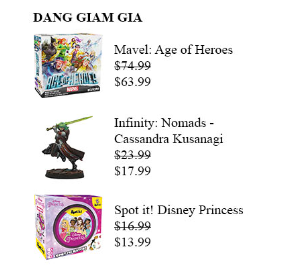 DANG GIAM GIA
Mavel: Age of Heroes
$74.99
$63.99
Infinity: Nomads -
Cassandra Kusanagi
$23.99
$17.99
Spot it! Disney Princess
$16.99
$13.99